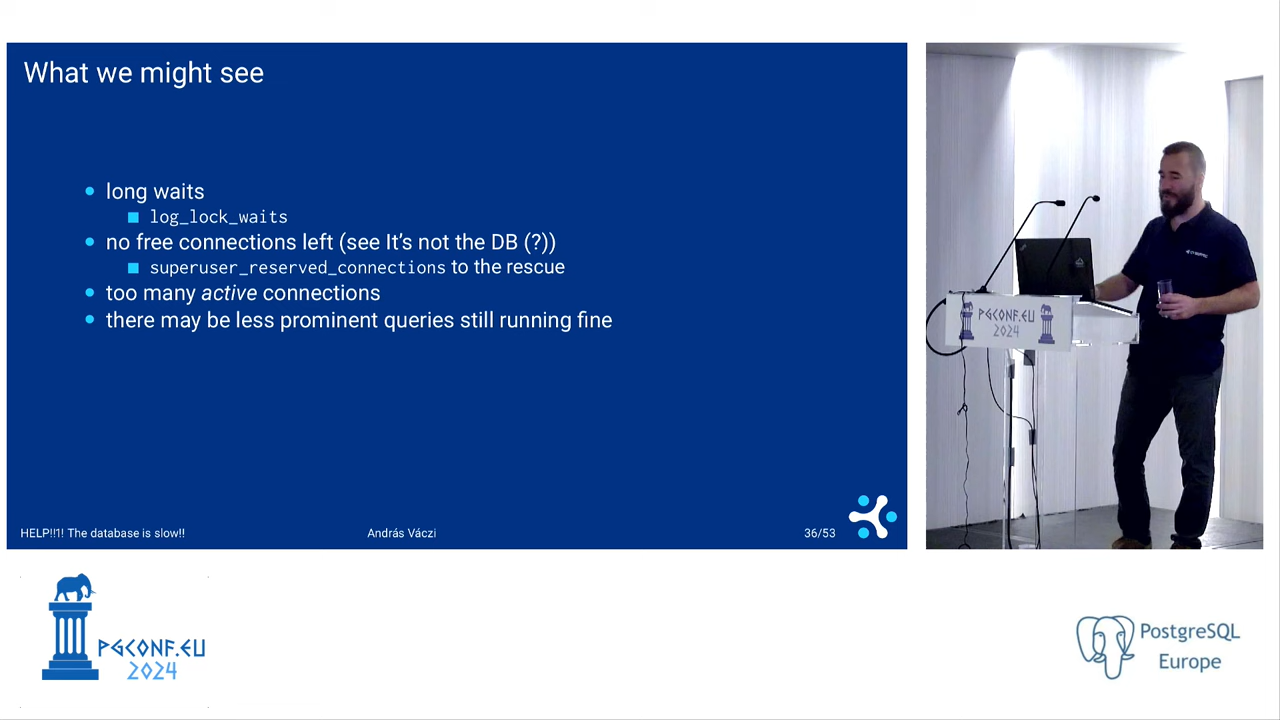 What we might see
long waits
log_lock_waits
no free connections left (see It's not the DB (?))
superuser_reserved_connections to the rescue
too many active connections
there may be less prominent queries still running fine
HELP!!1! The database is slow!!
András Váczi
36/53
PGCONF.EU
2024
PGCONF.EU
2024
PostgreSQL
Europe